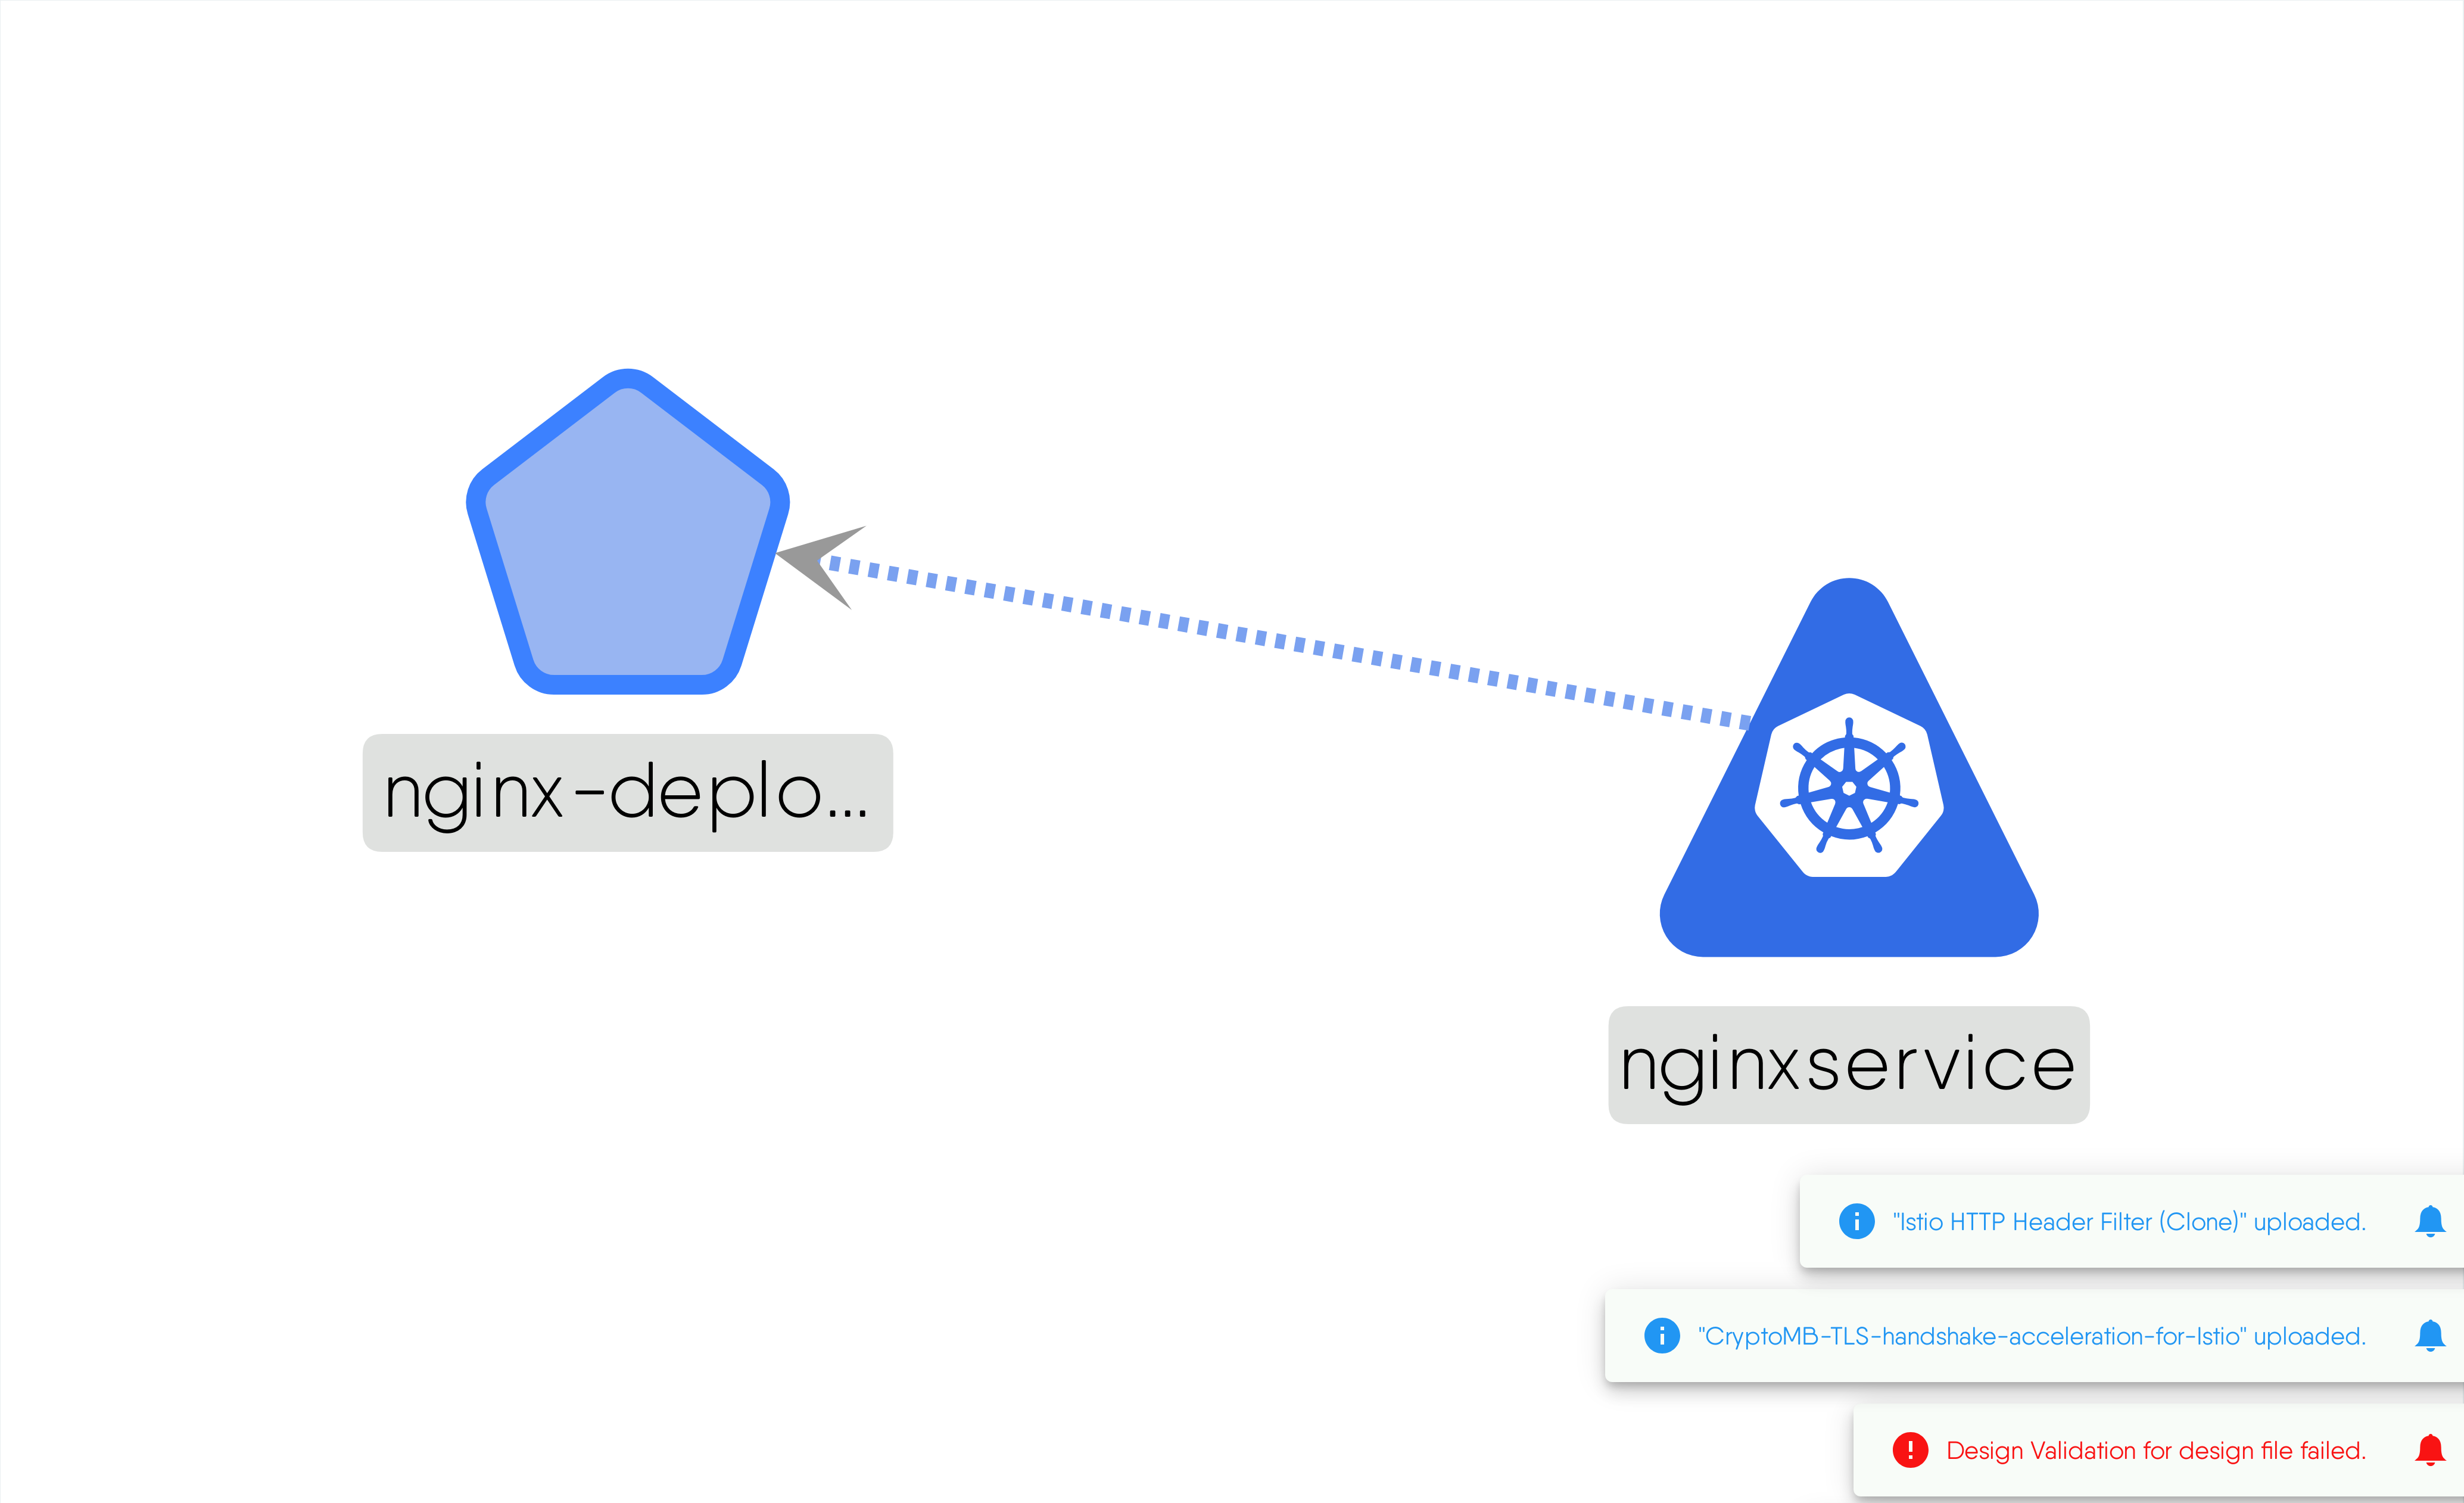 nginx-deplo...
nginxservice
"Istio HTTP Header Filter (Clone)" uploaded.
"CryptoMB-TLS-handshake-acceleration-for-Istio" uploaded.
Design Validation for design file failed.